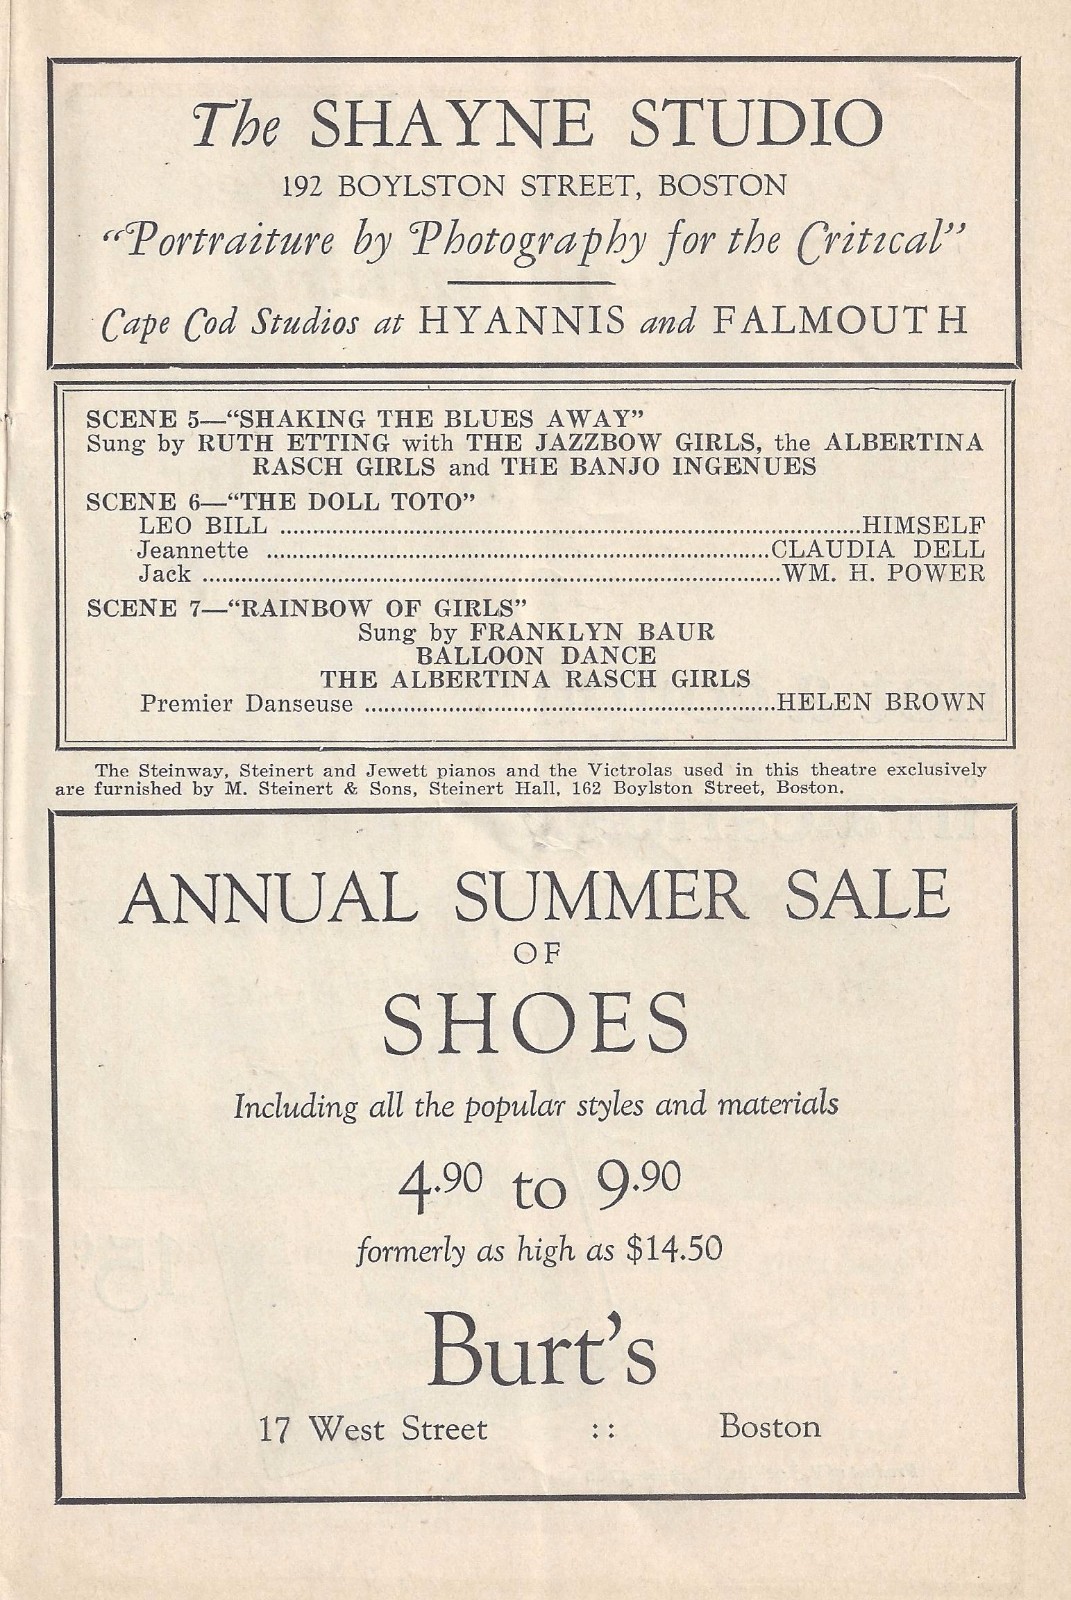 The SHAYNE STUDIO
192 BOYLSTON STREET, BOSTON
“Portraiture by Photography for the Critical”
Cape Cod Studios at HYANNIS and FALMOUTH
SCENE 5—“SHAKING THE BLUES AWAY”
Sung by RUTH ETTING with THE JAZZBOW GIRLS, the ALBERTINA
RASCH GIRLS and THE BANJO INGENUES
SCENE 6—“THE DOLL TOTO”
LEO BILL ........................................ HIMSELF
Jeannette ........................................ CLAUDIA DELL
Jack ........................................ WM. H. POWER
SCENE 7—“RAINBOW OF GIRLS”
Sung by FRANKLYN BAUR
BALLOON DANCE
THE ALBERTINA RASCH GIRLS
Premier Danseuse ........................................ HELEN BROWN
The Steinway, Steinert and Jewett pianos and the Victrolas used in this theatre exclusively
are furnished by M. Steinert & Sons, Steinert Hall, 162 Boylston Street, Boston.
ANNUAL SUMMER SALE
OF
SHOES
Including all the popular styles and materials
4.90 to 9.90
formerly as high as $14.50
Burt’s
17 West Street :: Boston